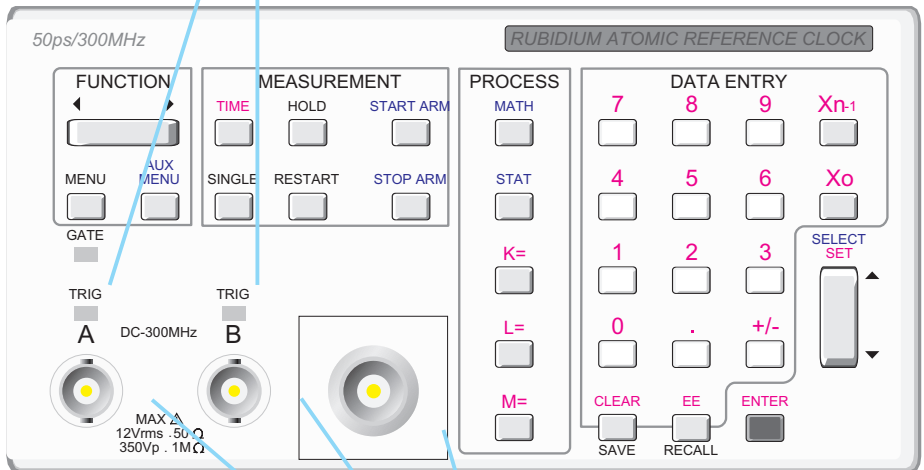 50ps/300MHz
RUBIDIUM ATOMIC REFERENCE CLOCK
FUNCTION
MENU
AUX
MENU
GATE
MEASUREMENT
TIME HOLD START ARM
SINGLE RESTART STOP ARM
PROCESS
MATH
STAT
K=
L=
M=
DATA ENTRY
7 8 9 Xn-1
4 5 6 Xo
1 2 3
0 . +/-
CLEAR EE ENTER
SAVE RECALL
SELECT
SET
TRIG TRIG
A DC-300MHz B
MAX
12Vrms . 50 Ω
350Vp . 1MΩ